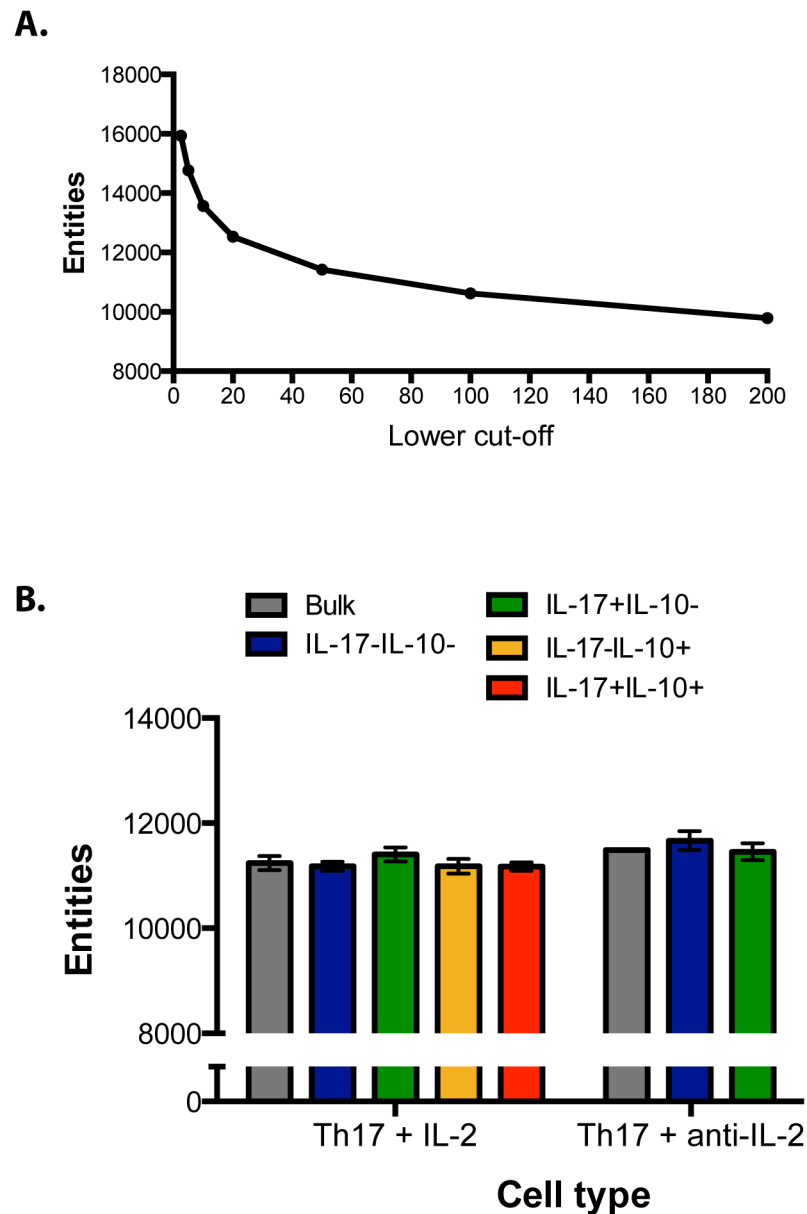 A.
18000
16000
14000
12000
10000
8000
Entities
0 20 40 60 80 100 120 140 160 180 200
Lower cut-off
B.
Bulk
IL-17-IL-10-
IL-17+IL-10-
IL-17-IL-10+
IL-17+IL-10+
14000
12000
10000
8000
0
Entities
Th17 + IL-2 Th17 + anti-IL-2
Cell type